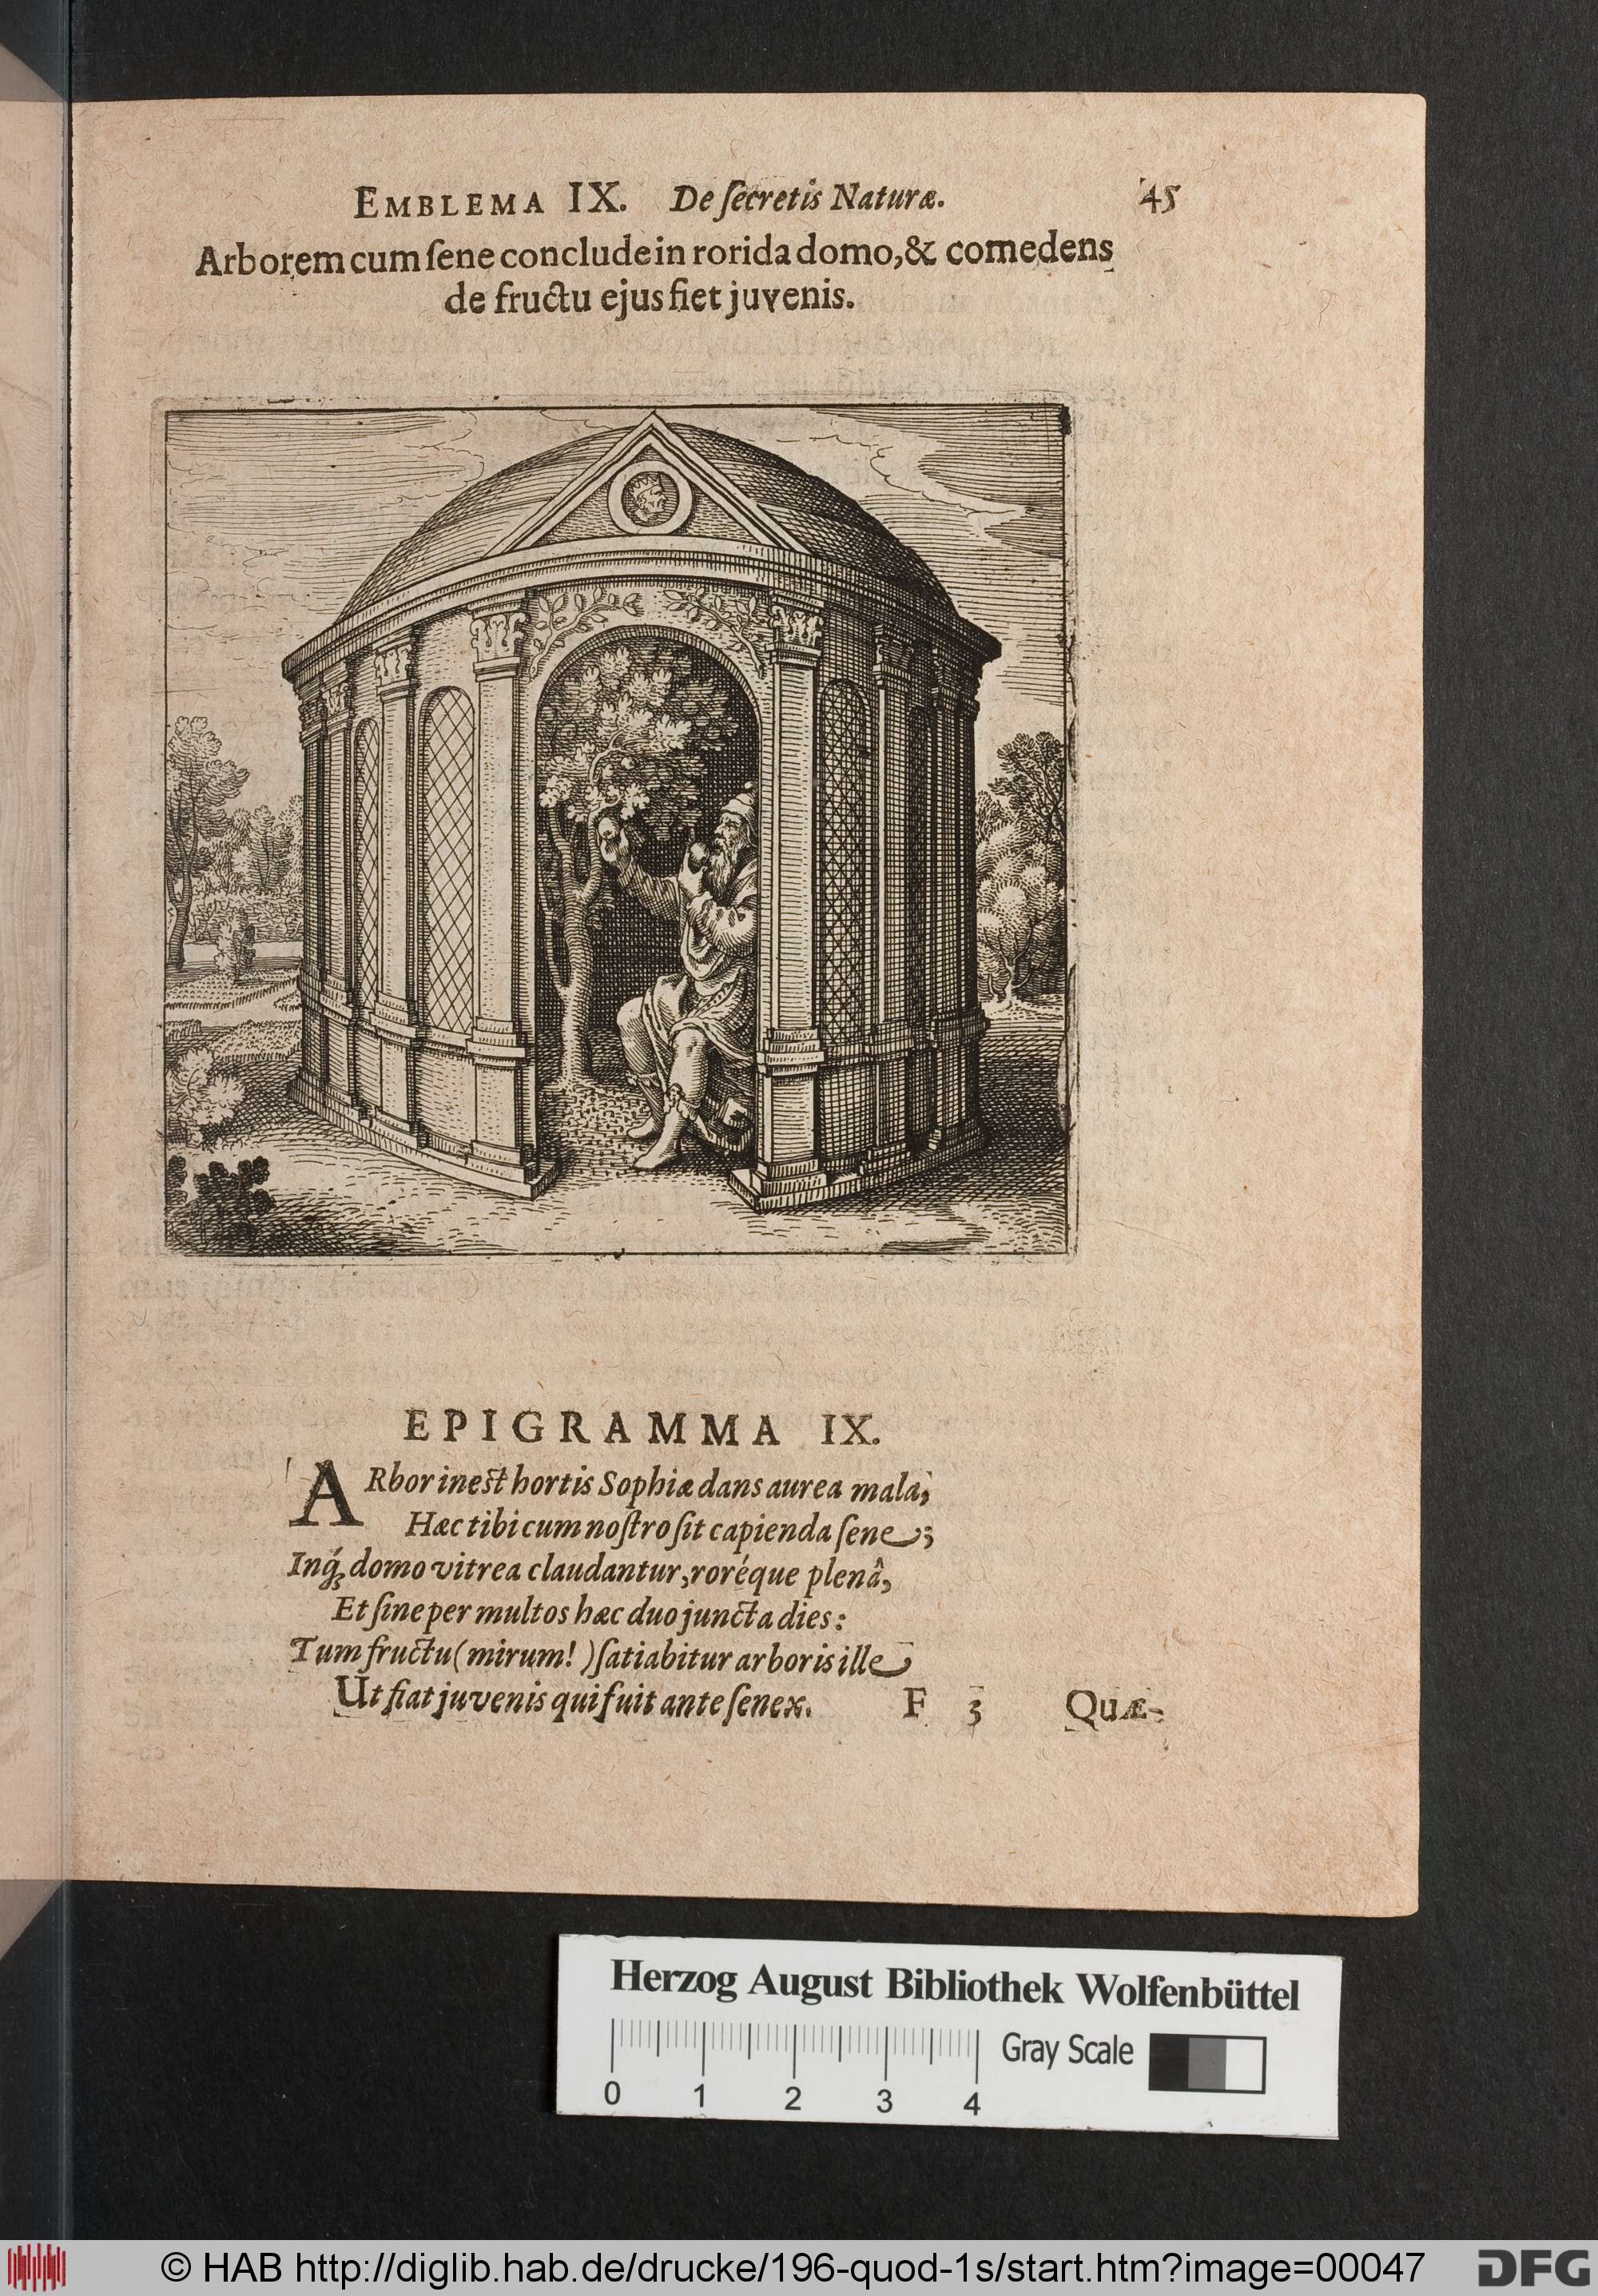 EMBLEMA IX. De ſecretis Naturæ. 45
Arborem cum ſene conclude in rorida domo, & comedens
de fructu ejus fiet juvenis.
EPIGRAMMA IX.
ARbor ineſt hortis Sophiæ dans aurea mala,
Hæc tibi cum noſtro ſit capienda ſene;
Inq́ꝫ domo vitrea claudantur, roréque plenâ,
Et ſine per multos hæc duo juncta dies:
Tum fructu (mirum!) ſatiabitur arboris ille
Ut fiat juvenis qui fuit ante ſenex.
F 3 Quæ-
Herzog August Bibliothek Wolfenbüttel
Gray Scale
0 1 2 3 4
© HAB http://diglib.hab.de/drucke/196-quod-1s/start.htm?image=00047 DFG